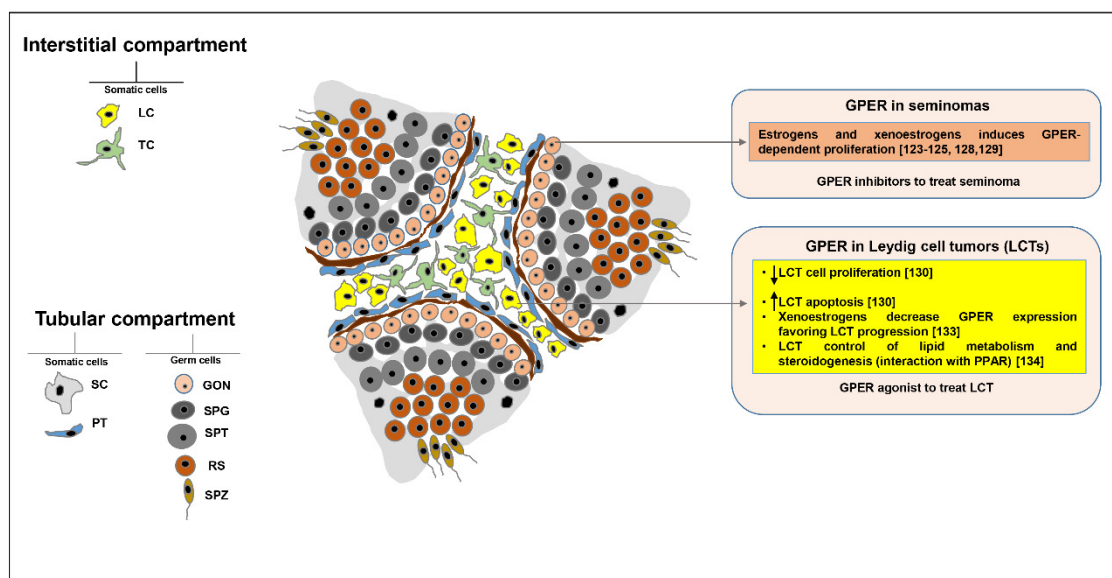 Interstitial compartment
Somatic cells
LC
TC
Tubular compartment
Somatic cells
Germ cells
SC
PT
GON
SPG
SPT
RS
SPZ
GPER in seminomas
Estrogens and xenoestrogens induces GPER-
dependent proliferation [123-125, 128,129]
GPER inhibitors to treat seminoma
GPER in Leydig cell tumors (LCTs)
• ↓LCT cell proliferation [130]
• ↑LCT apoptosis [130]
• Xenoestrogens decrease GPER expression
favoring LCT progression [133]
• LCT control of lipid metabolism and
steroidogenesis (interaction with PPAR) [134]
GPER agonist to treat LCT